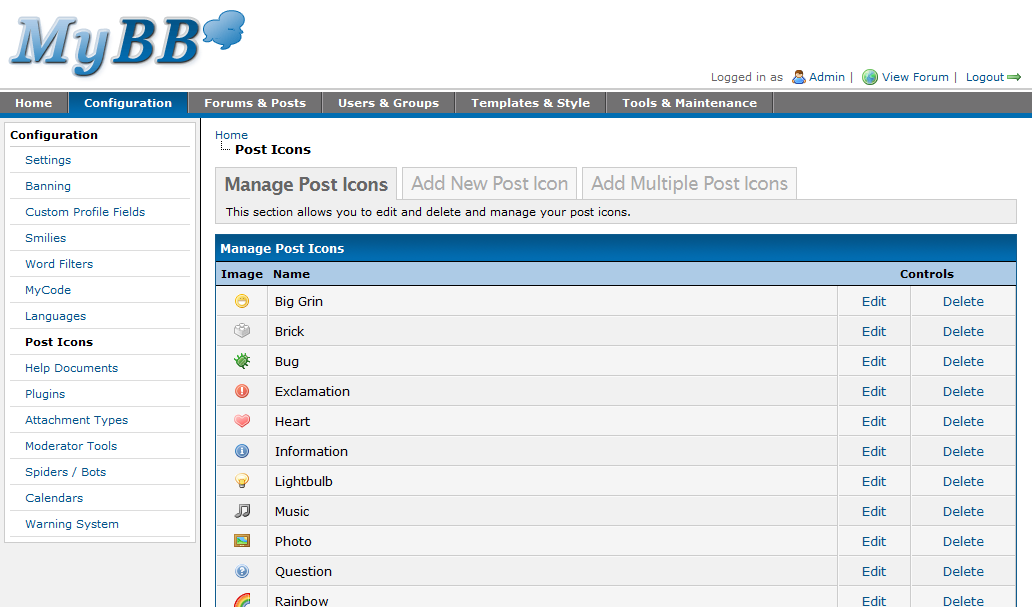 MyBB
Logged in as Admin | View Forum | Logout
Home Configuration Forums & Posts Users & Groups Templates & Style Tools & Maintenance
Configuration
Settings
Banning
Custom Profile Fields
Smilies
Word Filters
MyCode
Languages
Post Icons
Help Documents
Plugins
Attachment Types
Moderator Tools
Spiders / Bots
Calendars
Warning System
Home
Post Icons
Manage Post Icons Add New Post Icon Add Multiple Post Icons
This section allows you to edit and delete and manage your post icons.
Manage Post Icons
Image Name Controls
Big Grin Edit Delete
Brick Edit Delete
Bug Edit Delete
Exclamation Edit Delete
Heart Edit Delete
Information Edit Delete
Lightbulb Edit Delete
Music Edit Delete
Photo Edit Delete
Question Edit Delete
Rainbow Edit Delete